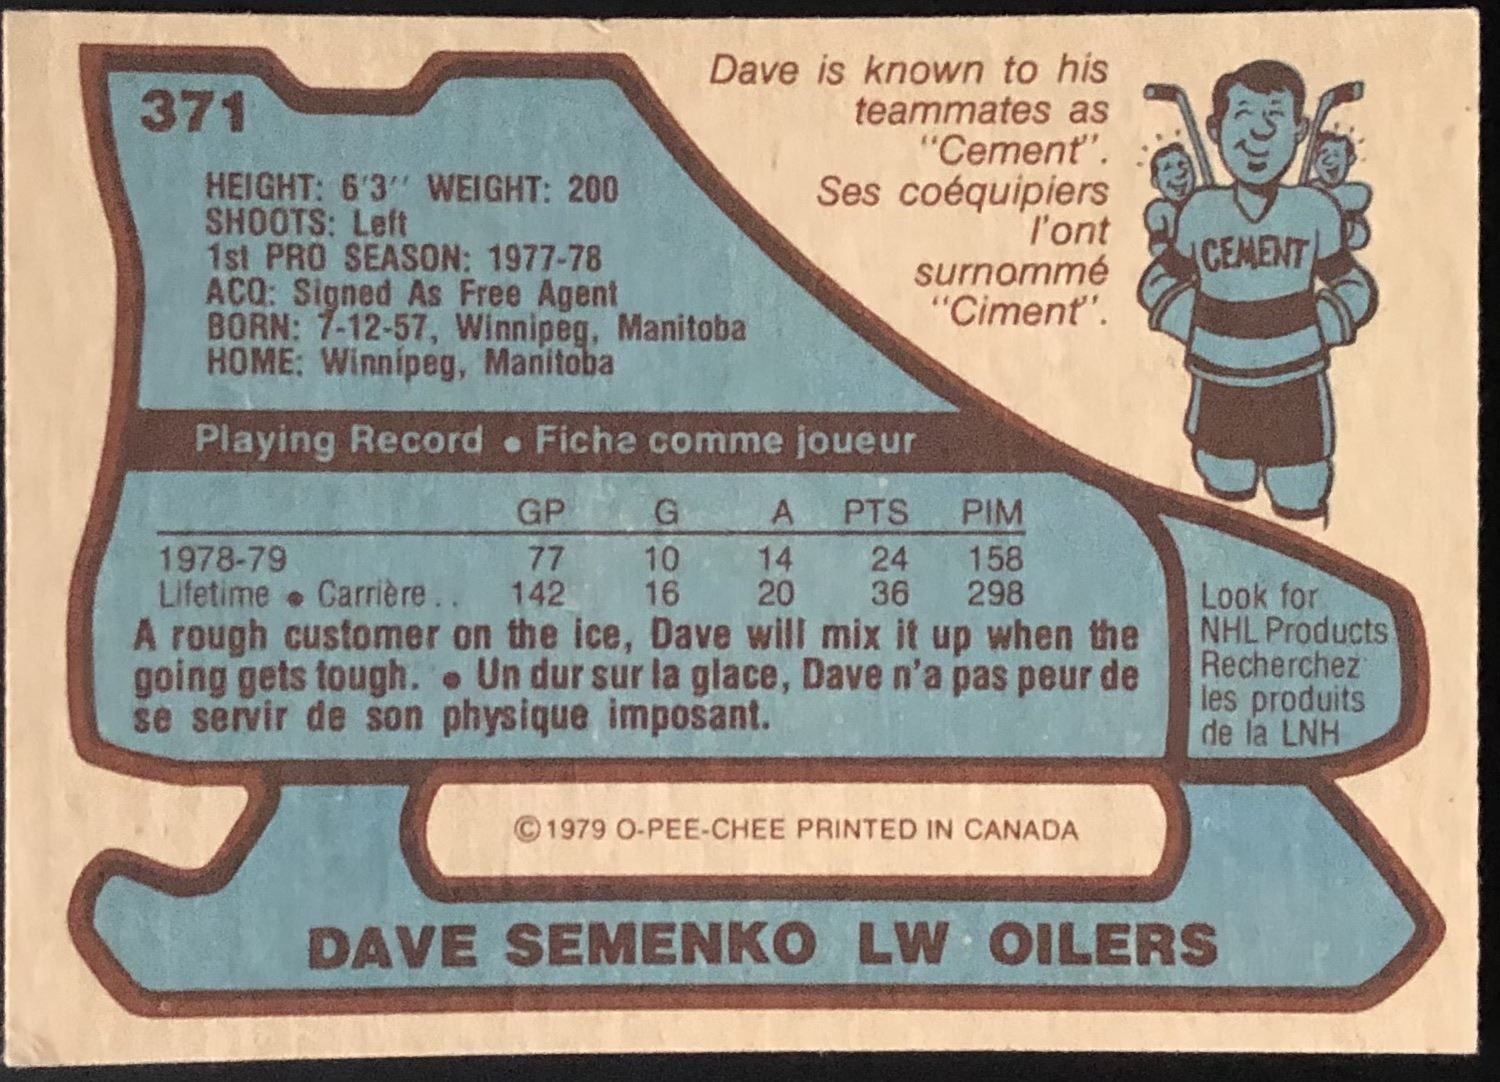 371
HEIGHT: 6'3'' WEIGHT: 200
SHOOTS: Left
1st PRO SEASON: 1977-78
ACQ: Signed As Free Agent
BORN: 7-12-57, Winnipeg, Manitoba
HOME: Winnipeg, Manitoba
Dave is known to his
teammates as
"Cement".
Ses coéquipiers
l'ont
surnommé
"Ciment".
CEMENT
Playing Record • Fiche comme joueur
GP G A PTS PIM
1978-79 77 10 14 24 158
Lifetime • Carrière .. 142 16 20 36 298
A rough customer on the ice, Dave will mix it up when the
going gets tough. • Un dur sur la glace, Dave n'a pas peur de
se servir de son physique imposant.
Look for
NHL Products
Recherchez
les produits
de la LNH
©1979 O-PEE-CHEE PRINTED IN CANADA
DAVE SEMENKO LW OILERS